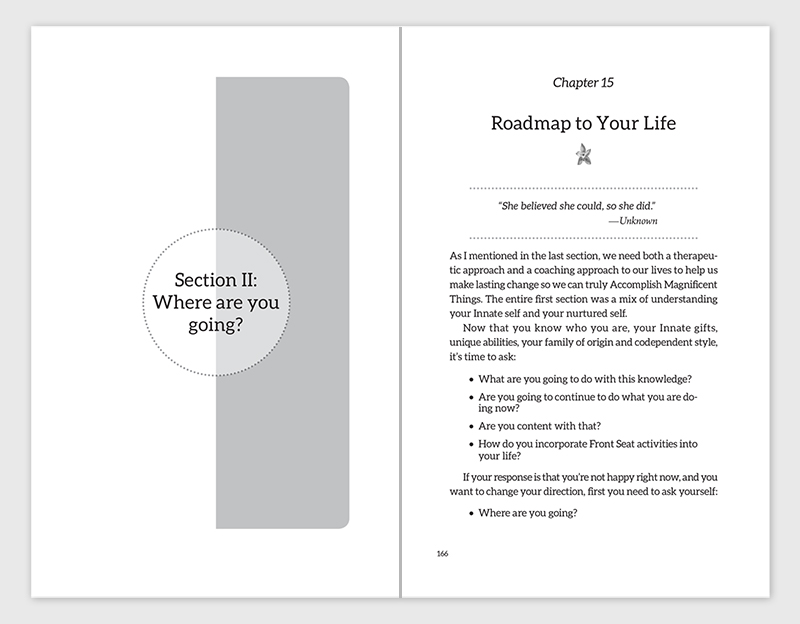 Section II:
Where are you
going?
Chapter 15
Roadmap to Your Life
“She believed she could, so she did.”
—Unknown
As I mentioned in the last section, we need both a therapeu-
tic approach and a coaching approach to our lives to help us
make lasting change so we can truly Accomplish Magnificent
Things. The entire first section was a mix of understanding
your Innate self and your nurtured self.
Now that you know who you are, your Innate gifts,
unique abilities, your family of origin and codependent style,
it’s time to ask:
• What are you going to do with this knowledge?
• Are you going to continue to do what you are do-
ing now?
• Are you content with that?
• How do you incorporate Front Seat activities into
your life?
If your response is that you’re not happy right now, and you
want to change your direction, first you need to ask yourself:
• Where are you going?
166